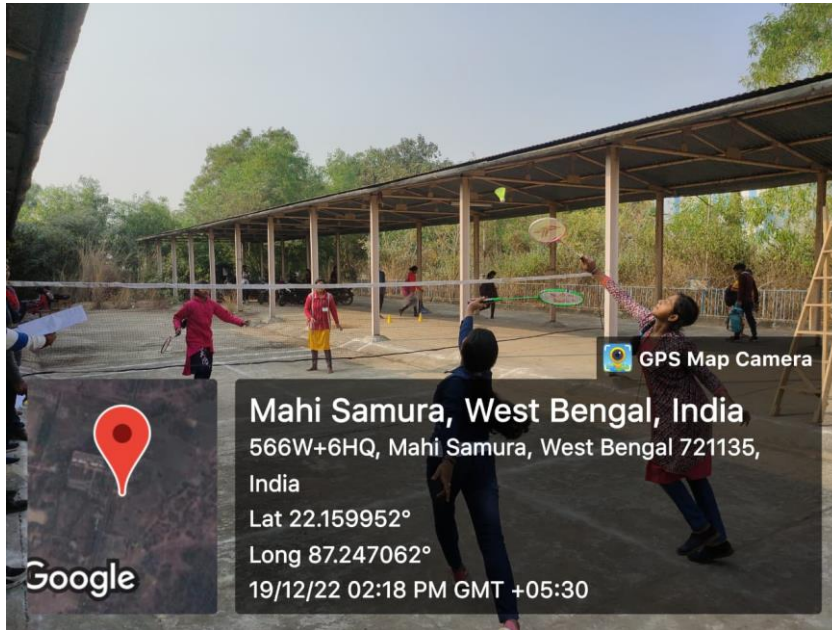 GPS Map Camera
Mahi Samura, West Bengal, India
566W+6HQ, Mahi Samura, West Bengal 721135,
India
Lat 22.159952°
Long 87.247062°
19/12/22 02:18 PM GMT +05:30
Google